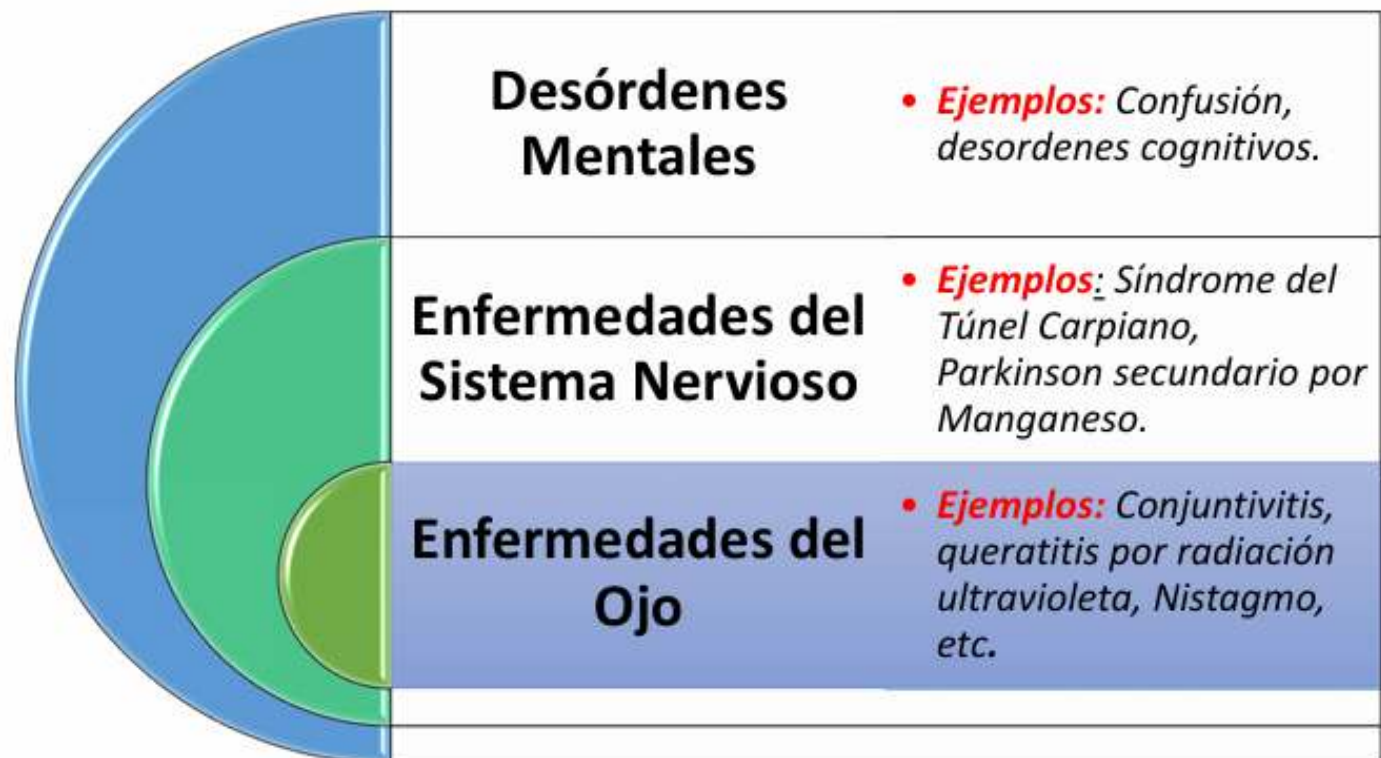 Desórdenes
Mentales
• Ejemplos: Confusión,
desordenes cognitivos.
Enfermedades del
Sistema Nervioso
• Ejemplos: Síndrome del
Túnel Carpiano,
Parkinson secundario por
Manganeso.
Enfermedades del
Ojo
• Ejemplos: Conjuntivitis,
queratitis por radiación
ultravioleta, Nistagmo,
etc.